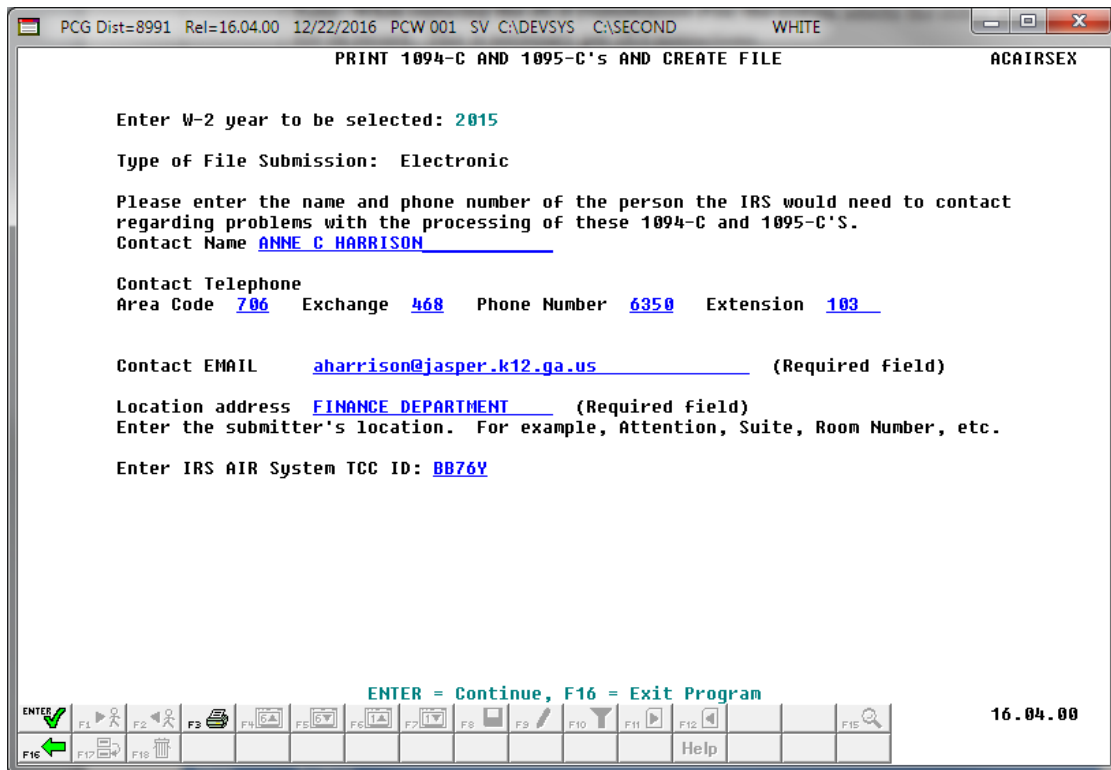 PCG Dist=8991 Rel=16.04.00 12/22/2016 PCW 001 SV C:\DEVSYS C:\SECOND WHITE
PRINT 1094-C AND 1095-C's AND CREATE FILE ACAIRSEX
Enter W-2 year to be selected: 2015
Type of File Submission: Electronic
Please enter the name and phone number of the person the IRS would need to contact
regarding problems with the processing of these 1094-C and 1095-C'S.
Contact Name ANNE C HARRISON
Contact Telephone
Area Code 706 Exchange 468 Phone Number 6350 Extension 103
Contact EMAIL aharrison@jasper.k12.ga.us (Required field)
Location address FINANCE DEPARTMENT (Required field)
Enter the submitter's location. For example, Attention, Suite, Room Number, etc.
Enter IRS AIR System TCC ID: BB76Y
ENTER = Continue, F16 = Exit Program
ENTER F1 F2 F3 F4 6A F5 6V F6 1A F7 1V F8 F9 F10 F11 F12 F15 16.04.00
F16 F17 F18 Help